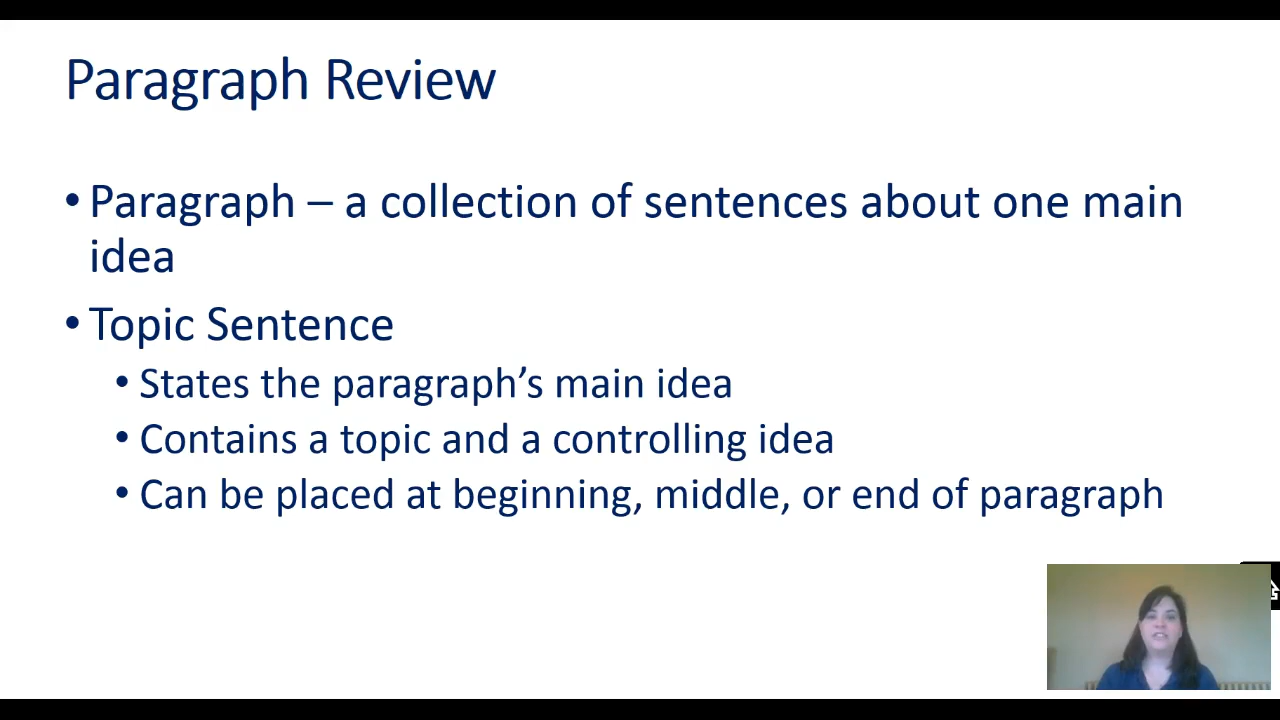 Paragraph Review
• Paragraph – a collection of sentences about one main
idea
• Topic Sentence
• States the paragraph’s main idea
• Contains a topic and a controlling idea
• Can be placed at beginning, middle, or end of paragraph